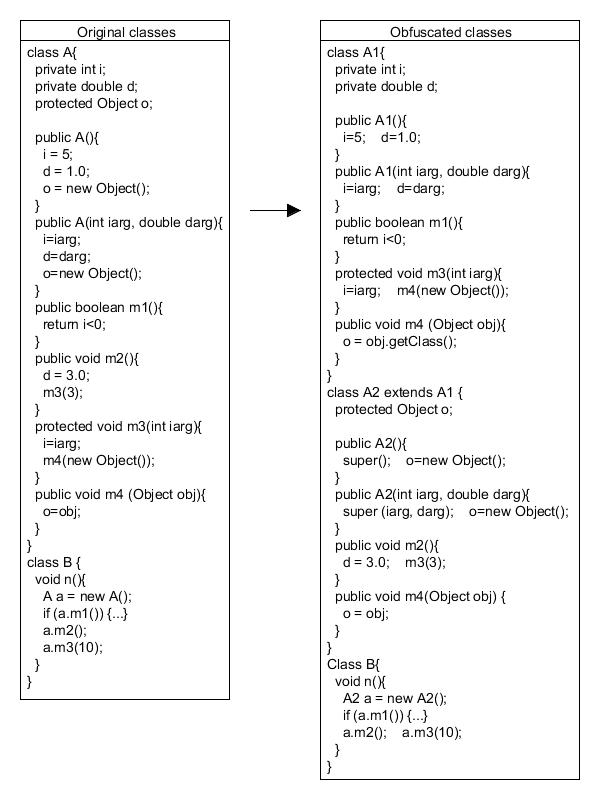 Original classes
class A{
private int i;
private double d;
protected Object o;
public A(){
i = 5;
d = 1.0;
o = new Object();
}
public A(int iarg, double darg){
i=iarg;
d=darg;
o=new Object();
}
public boolean m1(){
return i<0;
}
public void m2(){
d = 3.0;
m3(3);
}
protected void m3(int iarg){
i=iarg;
m4(new Object());
}
public void m4 (Object obj){
o=obj;
}
}
class B {
void n(){
A a = new A();
if (a.m1()) {...}
a.m2();
a.m3(10);
}
}
Obfuscated classes
class A1{
private int i;
private double d;
public A1(){
i=5; d=1.0;
}
public A1(int iarg, double darg){
i=iarg; d=darg;
}
public boolean m1(){
return i<0;
}
protected void m3(int iarg){
i=iarg; m4(new Object());
}
public void m4 (Object obj){
o = obj.getClass();
}
}
class A2 extends A1 {
protected Object o;
public A2(){
super(); o=new Object();
}
public A2(int iarg, double darg){
super (iarg, darg); o=new Object();
}
public void m2(){
d = 3.0; m3(3);
}
public void m4(Object obj) {
o = obj;
}
}
Class B{
void n(){
A2 a = new A2();
if (a.m1()) {...}
a.m2(); a.m3(10);
}
}